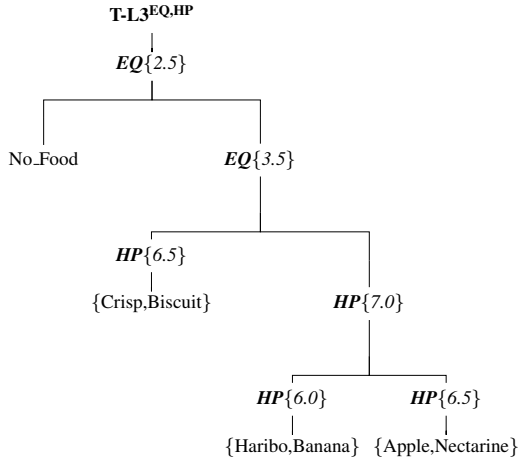 T-L3EQ,HP
EQ{2.5}
No_Food
EQ{3.5}
HP{6.5}
{Crisp,Biscuit}
HP{7.0}
HP{6.0}
HP{6.5}
{Haribo,Banana}
{Apple,Nectarine}